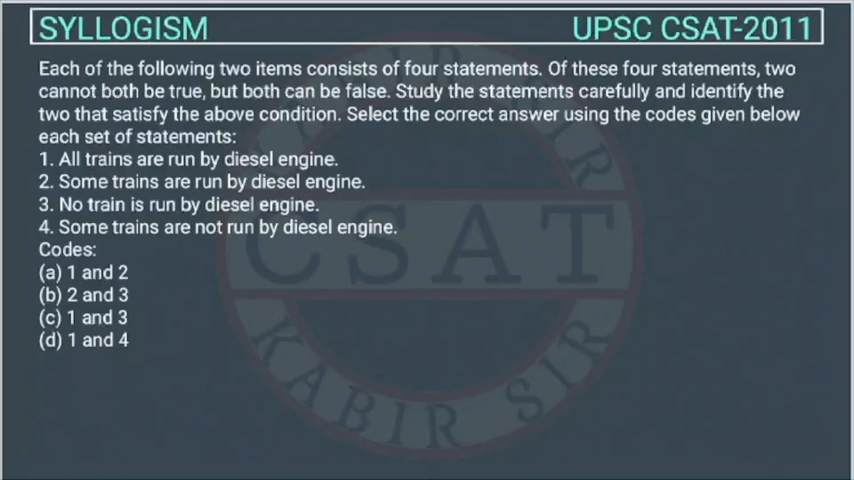 SYLLOGISM UPSC CSAT-2011
Each of the following two items consists of four statements. Of these four statements, two
cannot both be true, but both can be false. Study the statements carefully and identify the
two that satisfy the above condition. Select the correct answer using the codes given below
each set of statements:
1. All trains are run by diesel engine.
2. Some trains are run by diesel engine.
3. No train is run by diesel engine.
4. Some trains are not run by diesel engine.
Codes:
(a) 1 and 2
(b) 2 and 3
(c) 1 and 3
(d) 1 and 4
CSAT
KABIR SIR